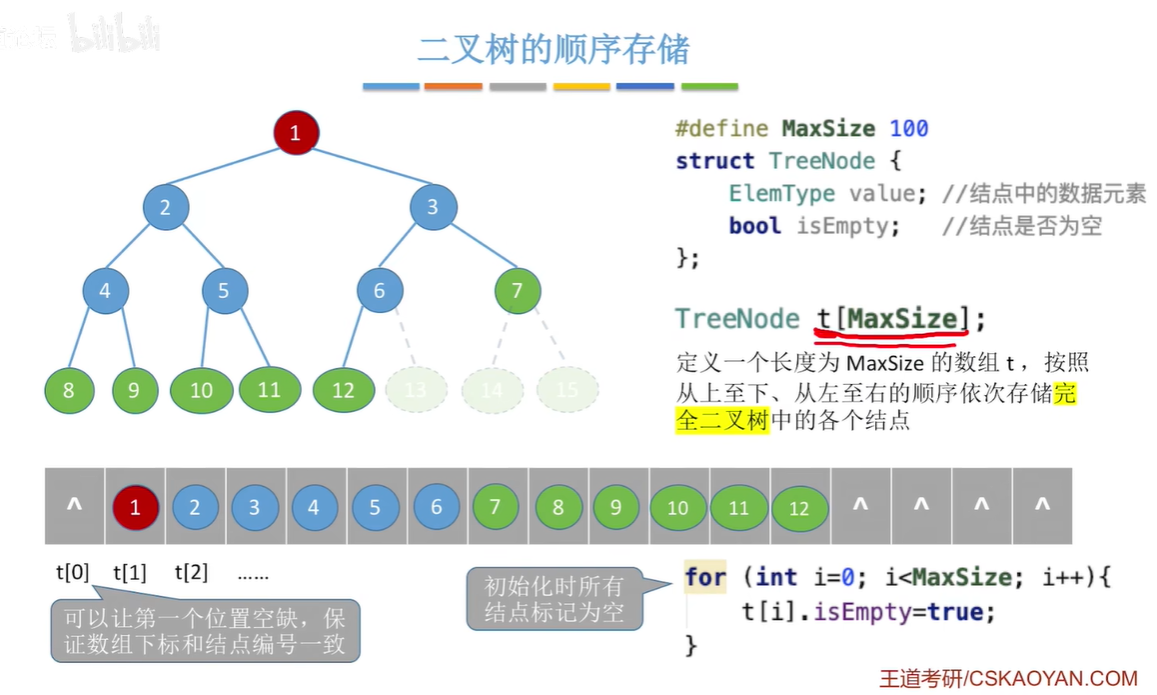 bilibili
二叉树的顺序存储
1
2
3
4
5
6
7
8
9
10
11
12
13
14
15
#define MaxSize 100
struct TreeNode {
ElemType value; //结点中的数据元素
bool isEmpty; //结点是否为空
};
TreeNode t[MaxSize];
定义一个长度为 MaxSize 的数组 t ，按照
从上至下、从左至右的顺序依次存储完
全二叉树中的各个结点
^ 1 2 3 4 5 6 7 8 9 10 11 12 ^ ^ ^ ^
t[0] t[1] t[2] ……
可以让第一个位置空缺，保
证数组下标和结点编号一致
初始化时所有
结点标记为空
for (int i=0; i<MaxSize; i++){
t[i].isEmpty=true;
}
王道考研/CSKAOYAN.COM